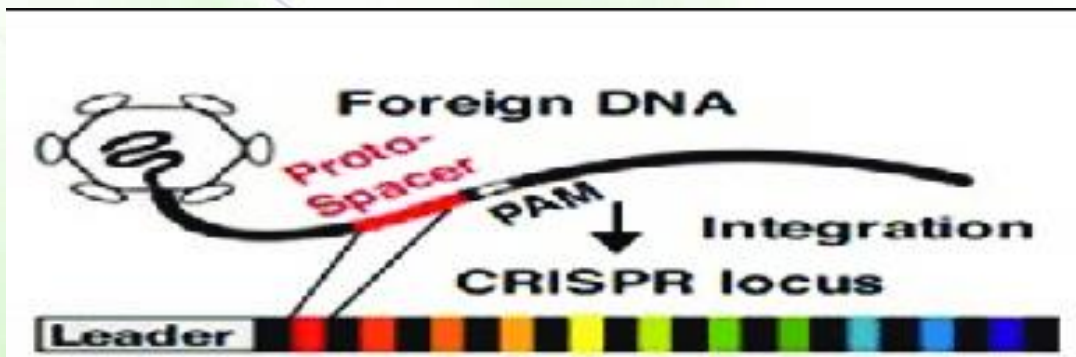 Foreign DNA
Proto-
Spacer
PAM
Integration
CRISPR locus
Leader